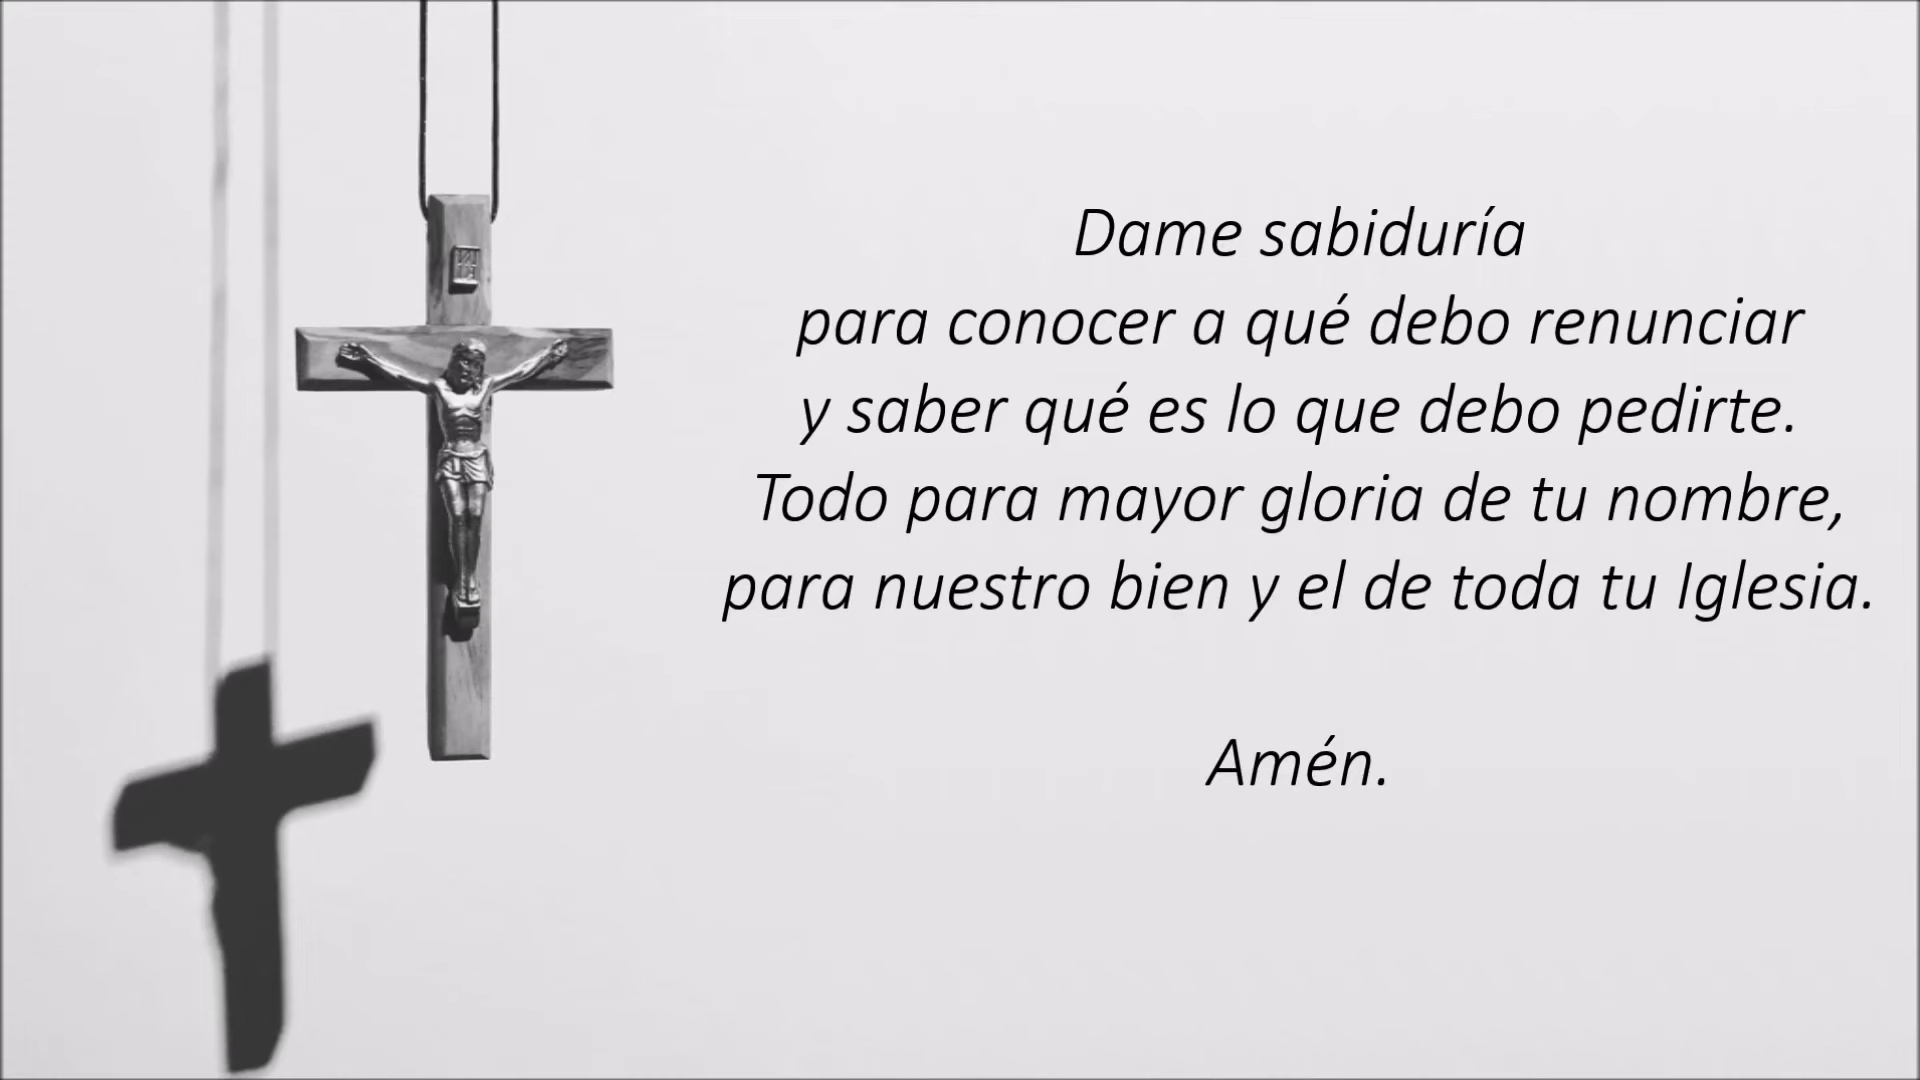 Dame sabiduría
para conocer a qué debo renunciar
y saber qué es lo que debo pedirte.
Todo para mayor gloria de tu nombre,
para nuestro bien y el de toda tu Iglesia.
Amén.